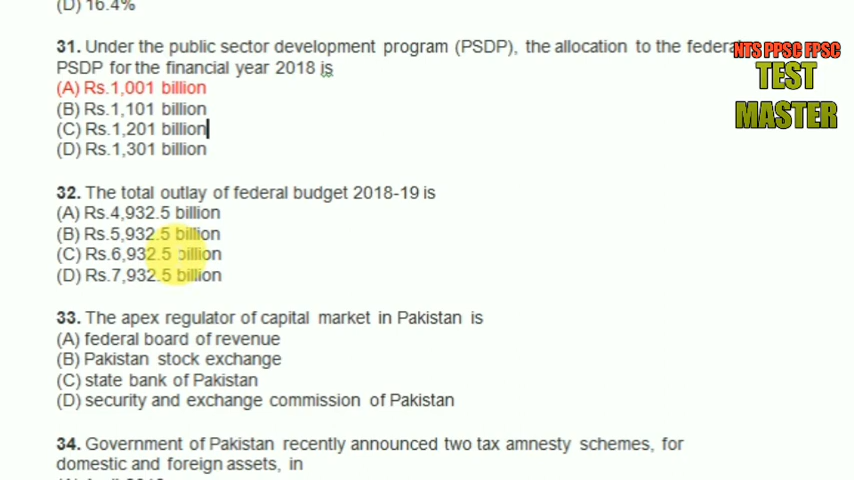 (D) 16.4%
31. Under the public sector development program (PSDP), the allocation to the federal
PSDP for the financial year 2018 is
(A) Rs.1,001 billion
(B) Rs.1,101 billion
(C) Rs.1,201 billion
(D) Rs.1,301 billion
32. The total outlay of federal budget 2018-19 is
(A) Rs.4,932.5 billion
(B) Rs.5,932.5 billion
(C) Rs.6,932.5 billion
(D) Rs.7,932.5 billion
33. The apex regulator of capital market in Pakistan is
(A) federal board of revenue
(B) Pakistan stock exchange
(C) state bank of Pakistan
(D) security and exchange commission of Pakistan
34. Government of Pakistan recently announced two tax amnesty schemes, for
domestic and foreign assets, in
NTS PPSC FPSC
TEST
MASTER